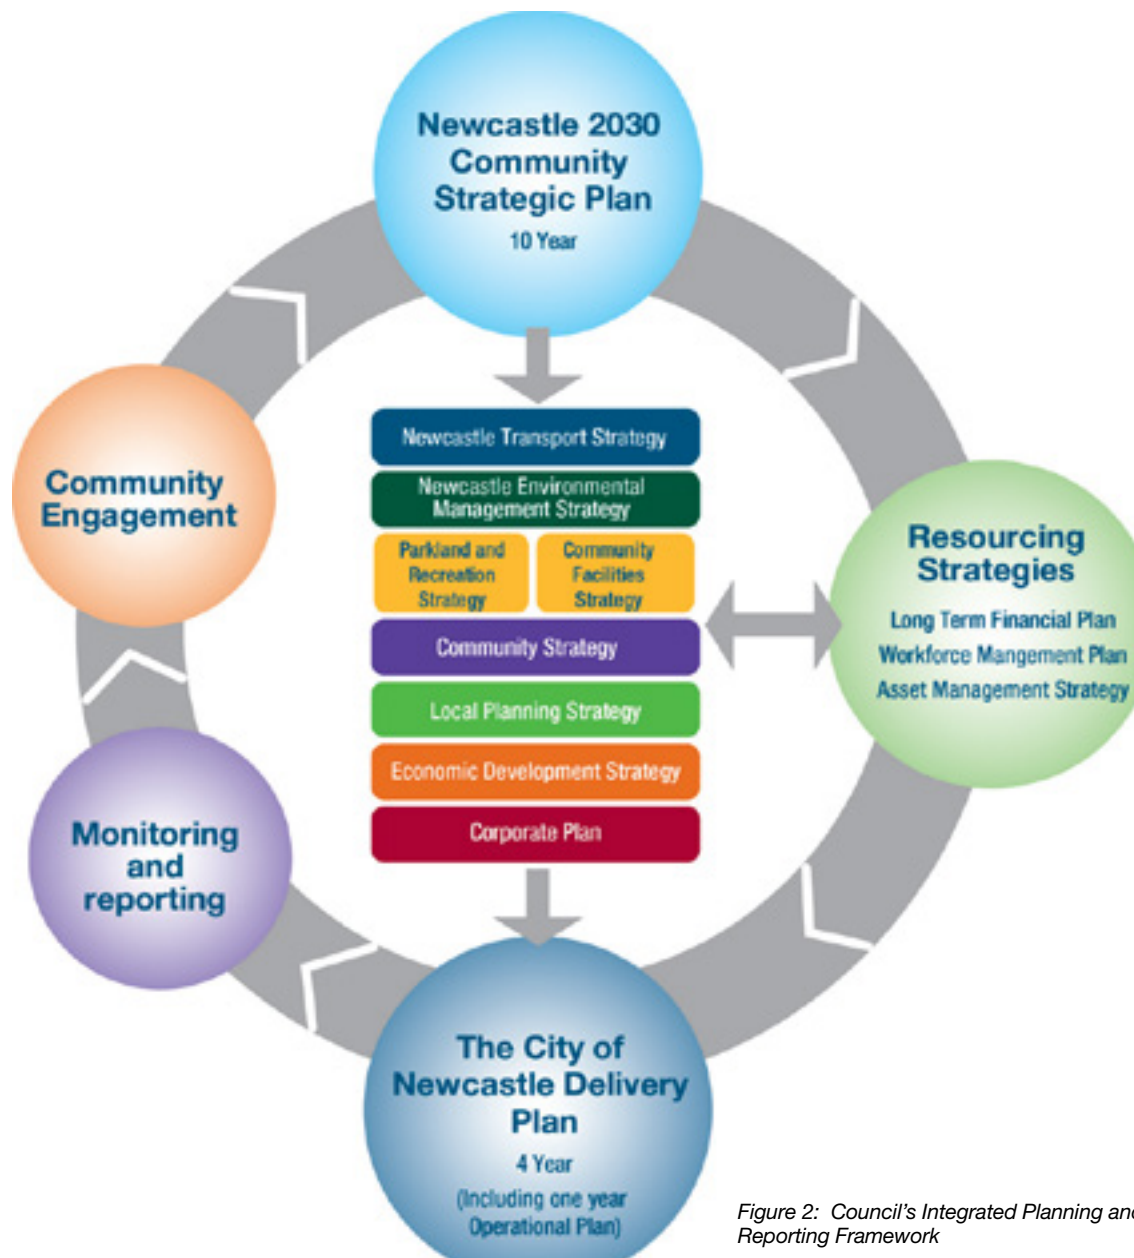 Newcastle 2030
Community
Strategic Plan
10 Year
Community
Engagement
Monitoring
and
reporting
Newcastle Transport Strategy
Newcastle Environmental
Management Strategy
Parkland and
Recreation
Strategy
Community
Facilities
Strategy
Community Strategy
Local Planning Strategy
Economic Development Strategy
Corporate Plan
Resourcing
Strategies
Long Term Financial Plan
Workforce Mangement Plan
Asset Management Strategy
The City of
Newcastle Delivery
Plan
4 Year
(Including one year
Operational Plan)
Figure 2: Council's Integrated Planning and
Reporting Framework